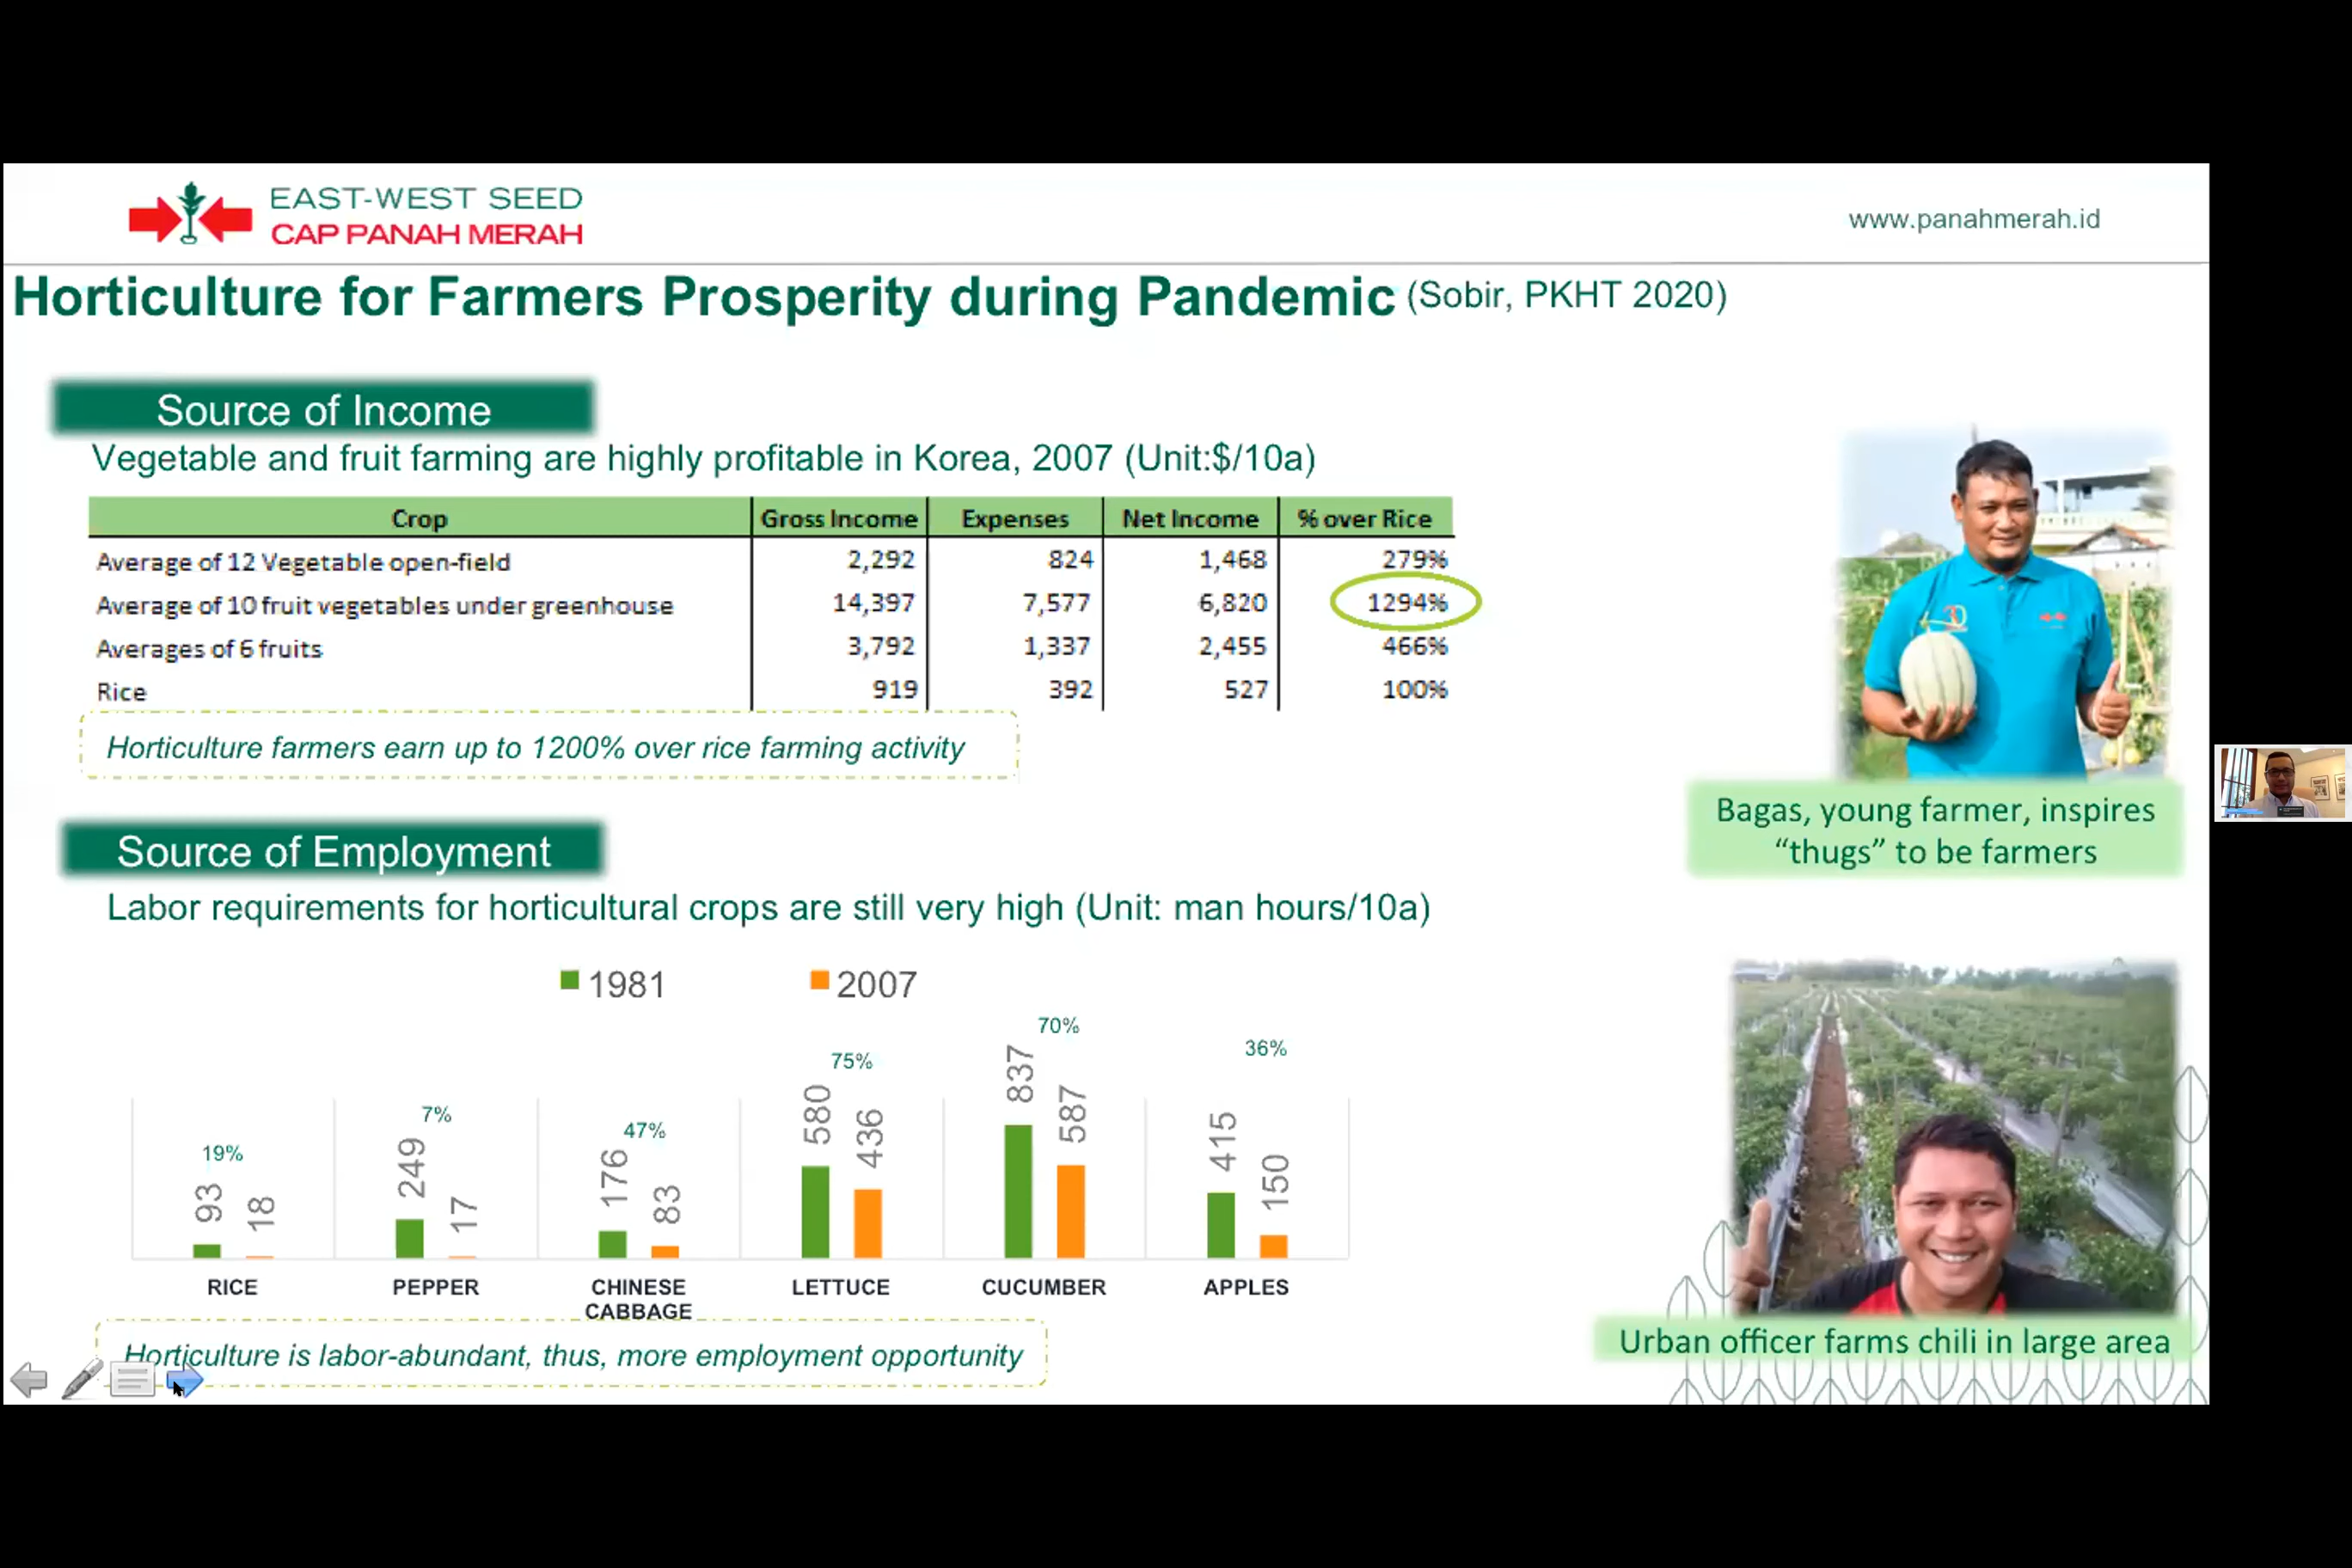 EAST-WEST SEED
CAP PANAH MERAH
www.panahmerah.id
Horticulture for Farmers Prosperity during Pandemic (Sobir, PKHT 2020)
Source of Income
Vegetable and fruit farming are highly profitable in Korea, 2007 (Unit:$/10a)
Crop Gross Income Expenses Net Income % over Rice
Average of 12 Vegetable open-field 2,292 824 1,468 279%
Average of 10 fruit vegetables under greenhouse 14,397 7,577 6,820 1294%
Averages of 6 fruits 3,792 1,337 2,455 466%
Rice 919 392 527 100%
Horticulture farmers earn up to 1200% over rice farming activity
Bagas, young farmer, inspires
“thugs” to be farmers
Source of Employment
Labor requirements for horticultural crops are still very high (Unit: man hours/10a)
1981 2007
19% 7% 47% 75% 70% 36%
93 18 249 17 176 83 580 436 837 587 415 150
RICE PEPPER CHINESE LETTUCE CUCUMBER APPLES
CABBAGE
Horticulture is labor-abundant, thus, more employment opportunity
Urban officer farms chili in large area